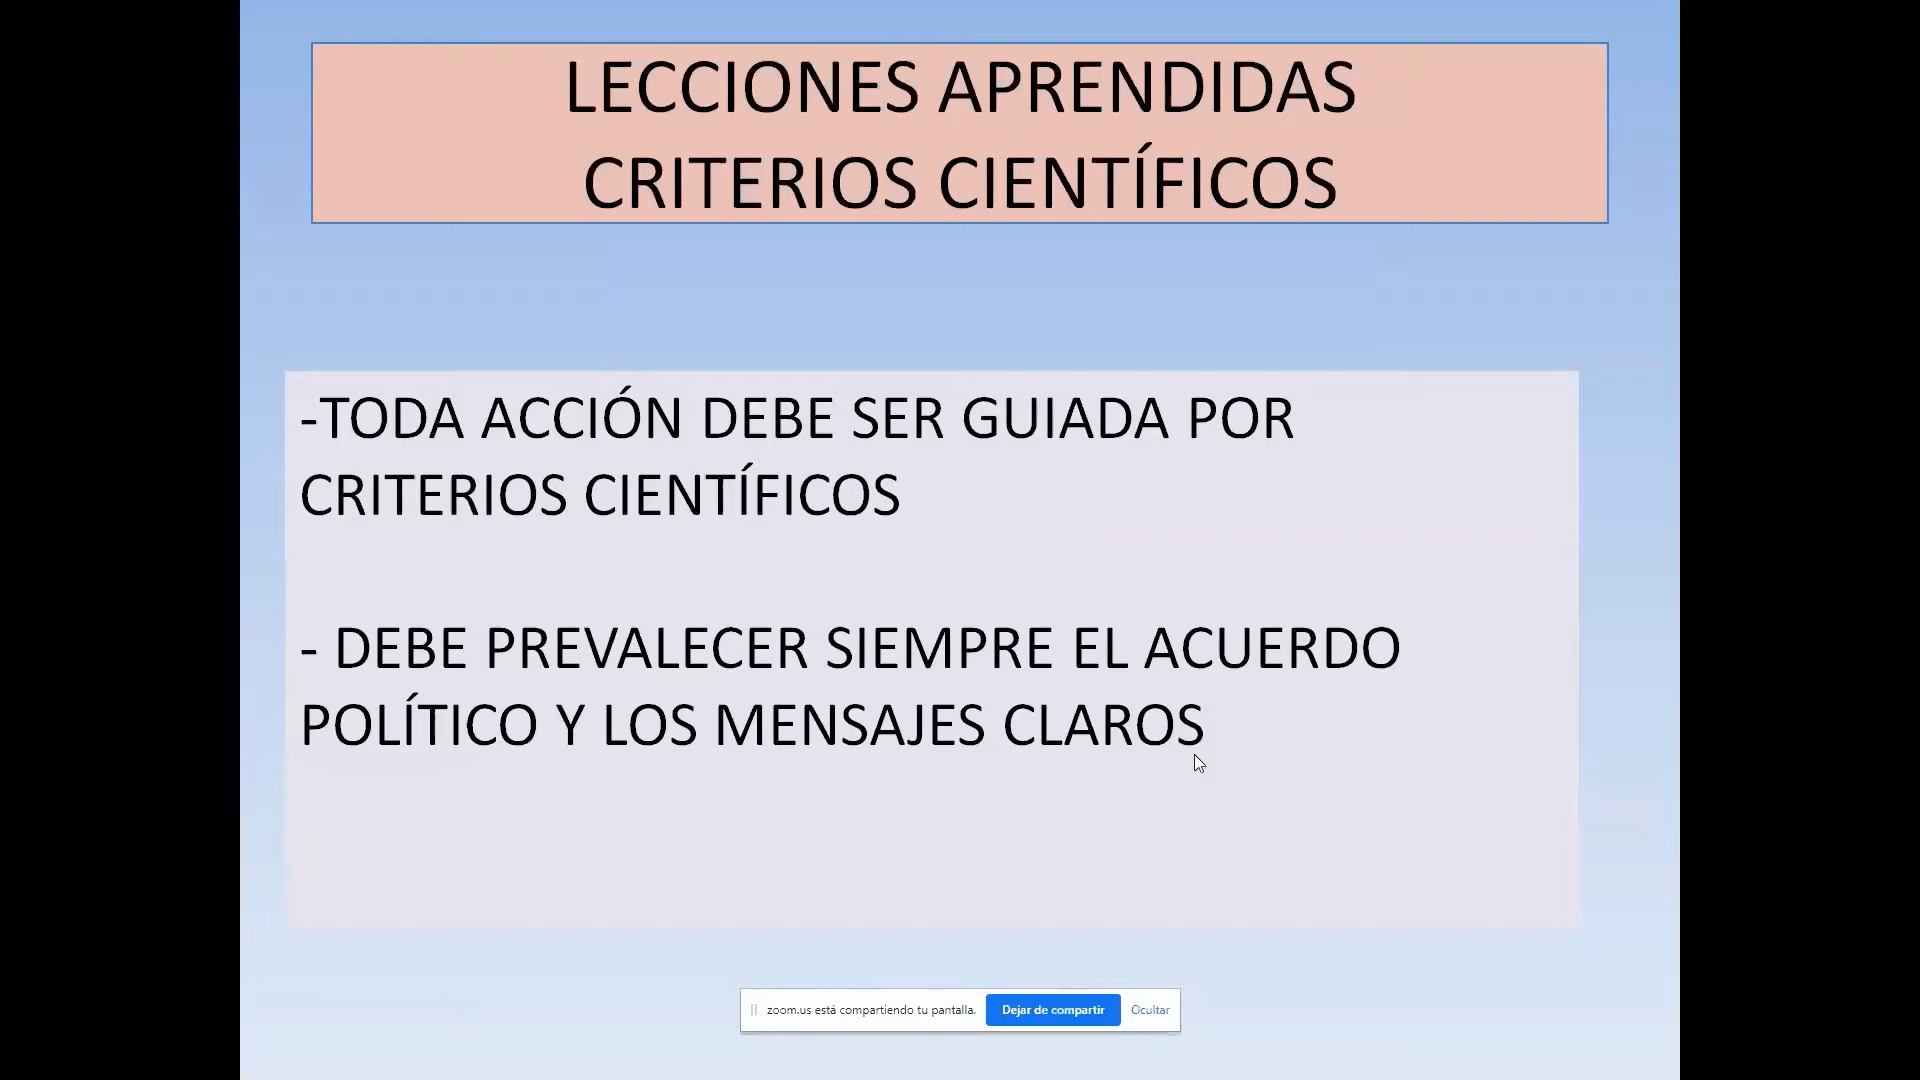 LECCIONES APRENDIDAS
CRITERIOS CIENTÍFICOS
-TODA ACCIÓN DEBE SER GUIADA POR
CRITERIOS CIENTÍFICOS
- DEBE PREVALECER SIEMPRE EL ACUERDO
POLÍTICO Y LOS MENSAJES CLAROS
zoom.us está compartiendo tu pantalla. Dejar de compartir Ocultar